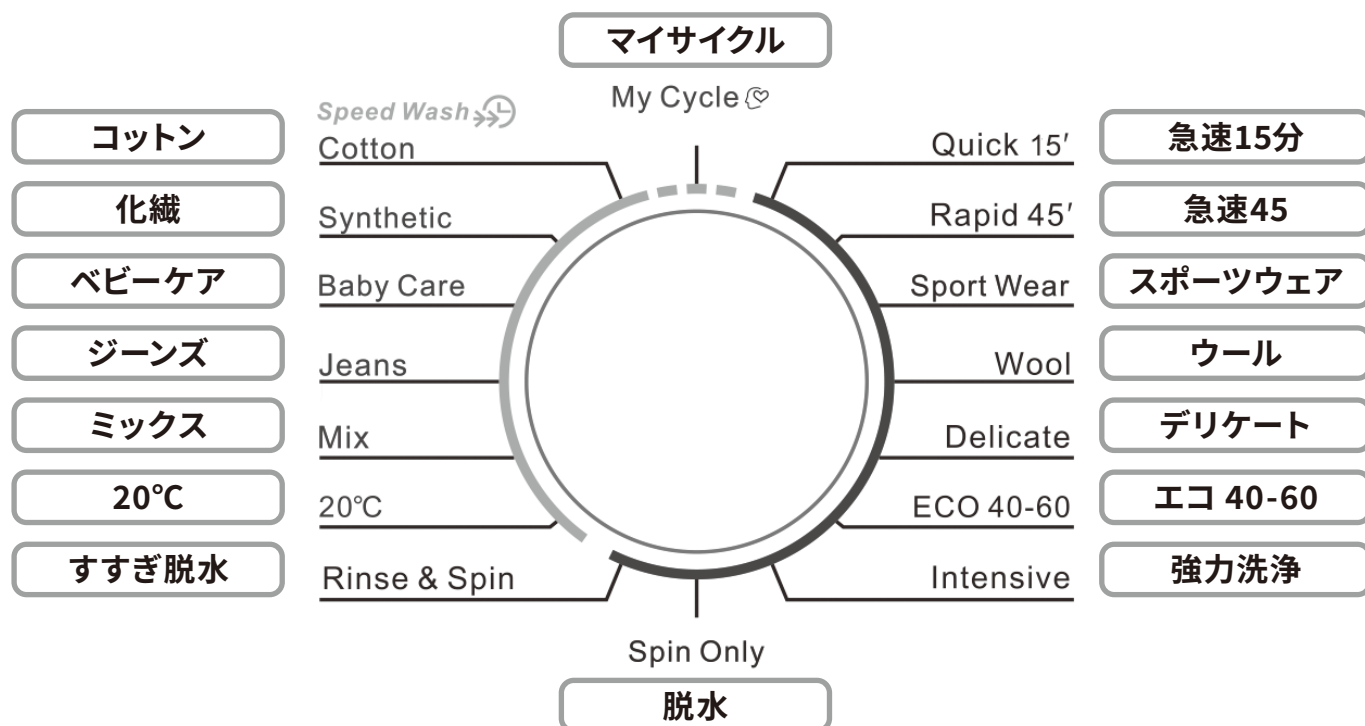 マイサイクル
My Cycle
Speed Wash
コットン
Cotton
Quick 15′
急速15分
化繊
Synthetic
Rapid 45′
急速45
ベビーケア
Baby Care
Sport Wear
スポーツウェア
ジーンズ
Jeans
Wool
ウール
ミックス
Mix
Delicate
デリケート
20℃
20℃
ECO 40-60
エコ 40-60
すすぎ脱水
Rinse & Spin
Intensive
強力洗浄
Spin Only
脱水